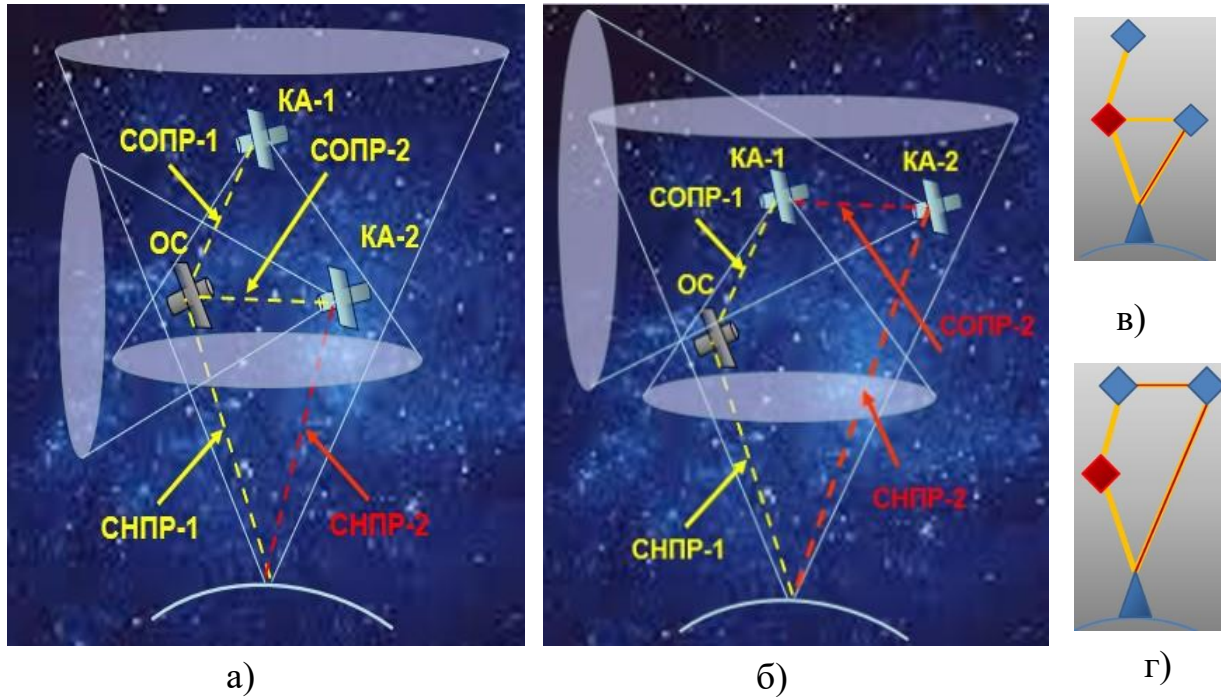 КА-1
СОПР-1
СОПР-2
ОС
КА-2
СНПР-1
СНПР-2
а)
КА-1
КА-2
СОПР-1
ОС
СОПР-2
СНПР-2
СНПР-1
б)
в)
г)